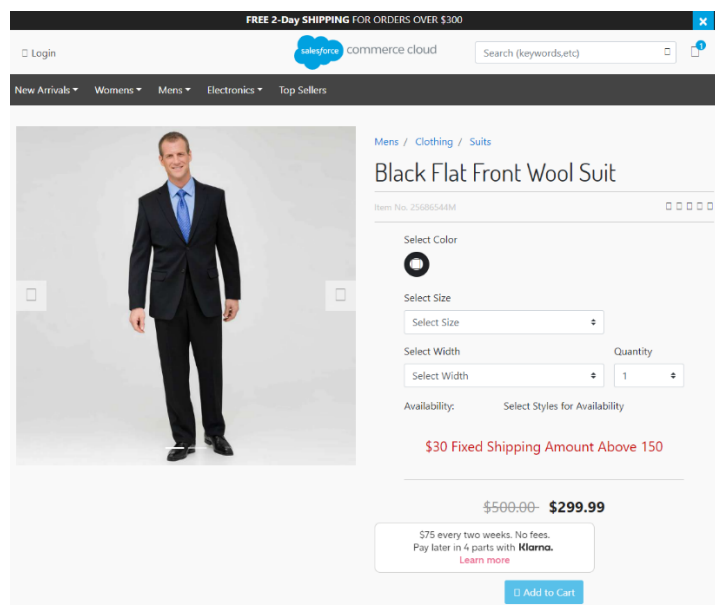 FREE 2-Day SHIPPING FOR ORDERS OVER $300
Login
salesforce commerce cloud
Search (keywords,etc)
1
New Arrivals Womens Mens Electronics Top Sellers
Mens / Clothing / Suits
Black Flat Front Wool Suit
Item No. 25686544M
Select Color
Select Size
Select Size
Select Width Quantity
Select Width 1
Availability: Select Styles for Availability
$30 Fixed Shipping Amount Above 150
$500.00 $299.99
$75 every two weeks. No fees.
Pay later in 4 parts with Klarna.
Learn more
Add to Cart